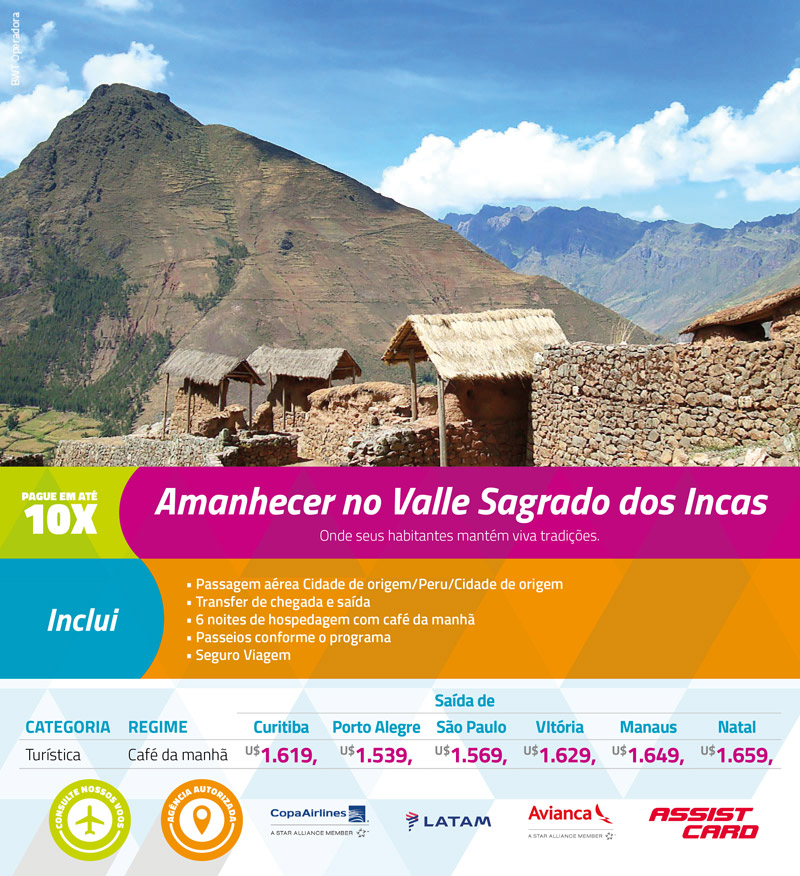 BWT Operadora
PAGUE EM ATÉ
10X
Amanhecer no Valle Sagrado dos Incas
Onde seus habitantes mantém viva tradições.
Inclui
• Passagem aérea Cidade de origem/Peru/Cidade de origem
• Transfer de chegada e saída
• 6 noites de hospedagem com café da manhã
• Passeios conforme o programa
• Seguro Viagem
Saída de
CATEGORIA REGIME Curitiba Porto Alegre São Paulo VItória Manaus Natal
Turística Café da manhã U$1.619, U$1.539, U$1.569, U$1.629, U$1.649, U$1.659,
CONSULTE NOSSOS VOOS
AGÊNCIA AUTORIZADA
CopaAirlines
A STAR ALLIANCE MEMBER
LATAM
Avianca
A STAR ALLIANCE MEMBER
ASSIST
CARD